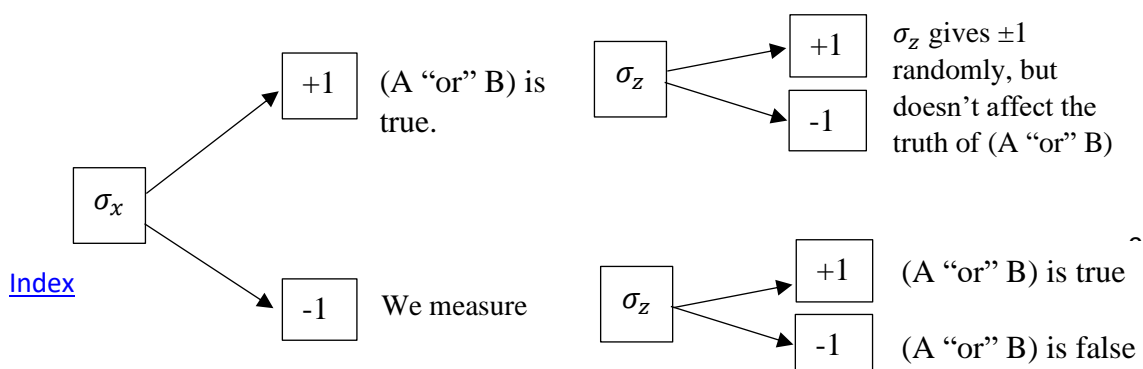 σ𝑥
+1
(A “or” B) is
true.
σ𝑧
+1
-1
σ𝑧 gives ±1
randomly, but
doesn’t affect the
truth of (A “or” B)
Index
-1
We measure
σ𝑧
+1
(A “or” B) is true
-1
(A “or” B) is false